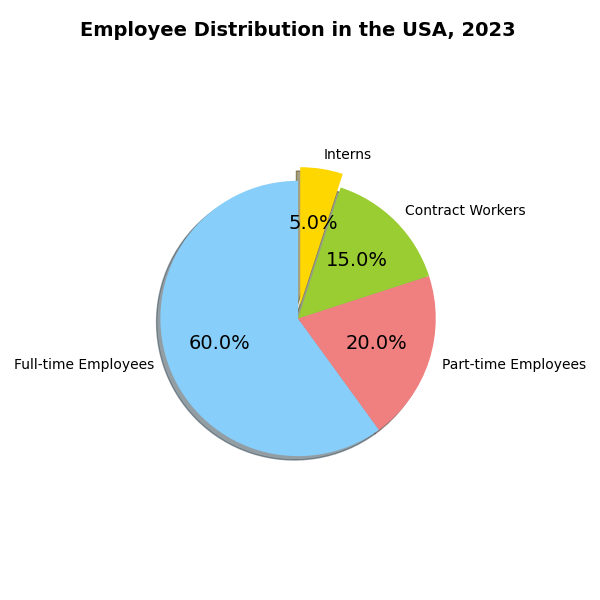 Employee Distribution in the USA, 2023
Interns
5.0%
Contract Workers
15.0%
60.0%
20.0%
Full-time Employees
Part-time Employees